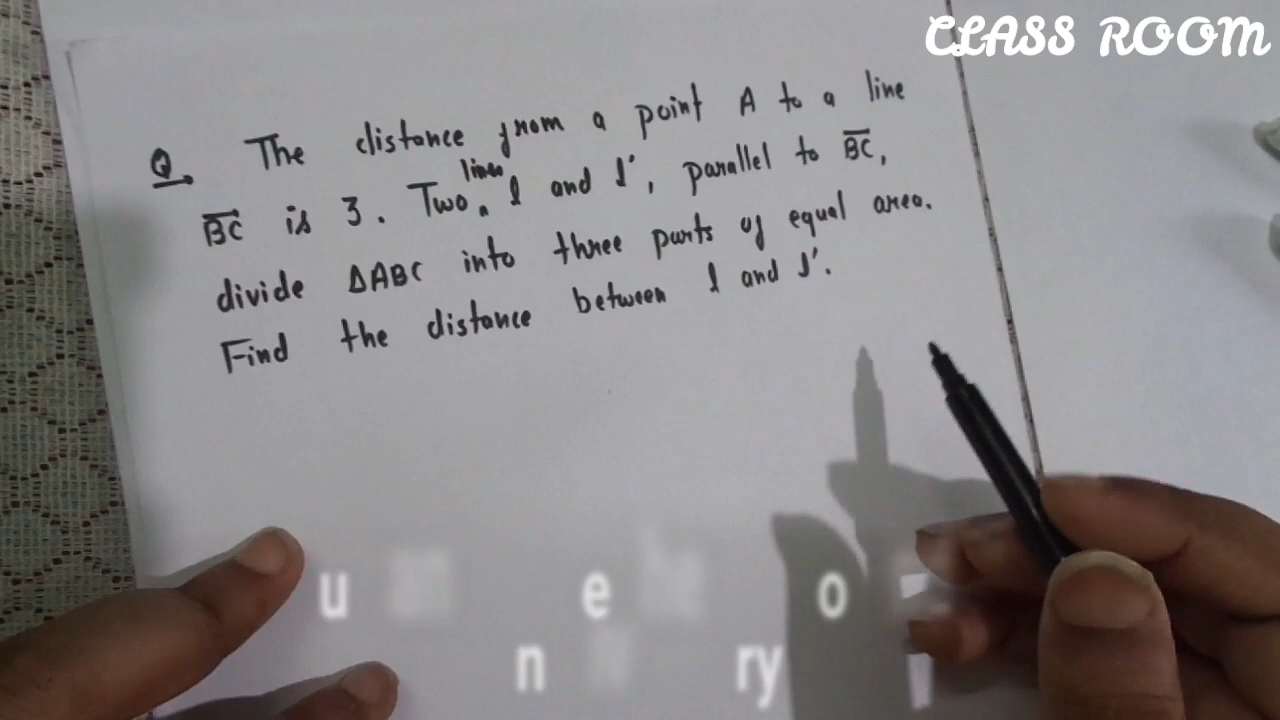 CLASS ROOM
Q. The distance from a point A to a line
BC is 3. Two lines l and l', parallel to BC,
divide ΔABC into three parts of equal area.
Find the distance between l and l'.